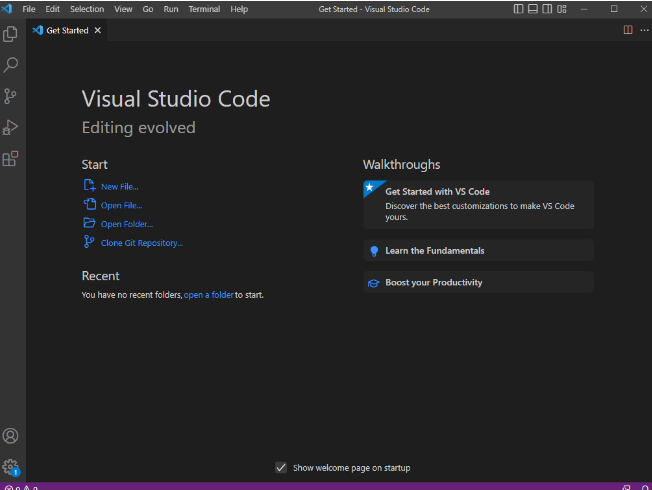 File Edit Selection View Go Run Terminal Help Get Started - Visual Studio Code
Get Started
Visual Studio Code
Editing evolved
Start
New File...
Open File...
Open Folder...
Clone Git Repository...
Recent
You have no recent folders, open a folder to start.
Walkthroughs
Get Started with VS Code
Discover the best customizations to make VS Code
yours.
Learn the Fundamentals
Boost your Productivity
1
Show welcome page on startup
0 0